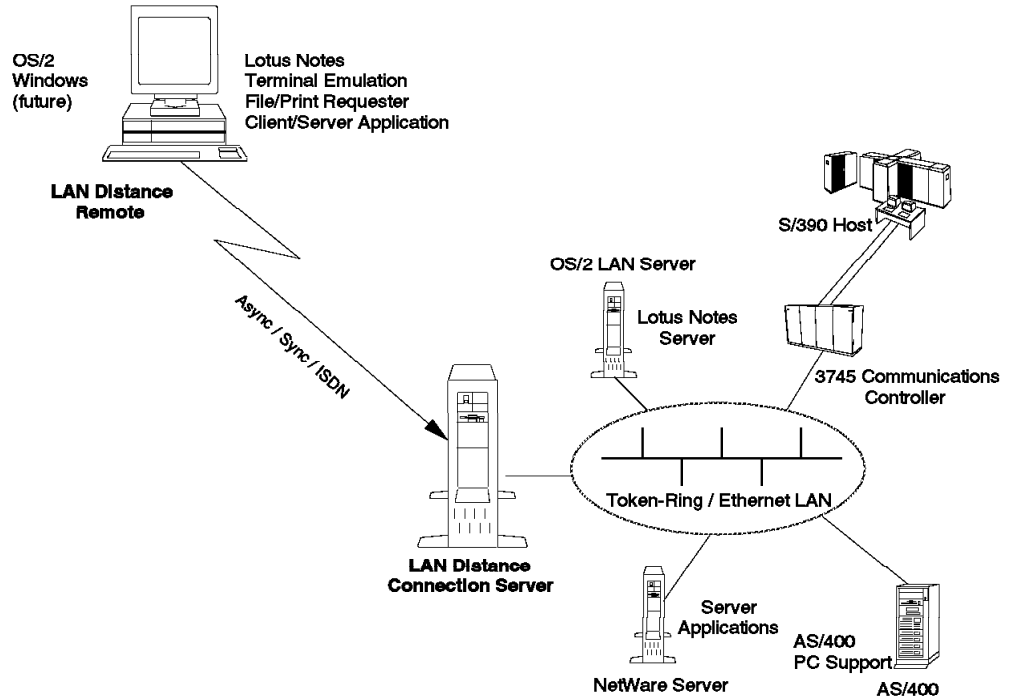 OS/2
Windows
(future)
Lotus Notes
Terminal Emulation
File/Print Requester
Client/Server Application
LAN Distance
Remote
Async / Sync / ISDN
S/390 Host
OS/2 LAN Server
Lotus Notes
Server
3745 Communications
Controller
Token-Ring / Ethernet LAN
LAN Distance
Connection Server
Server
Applications
NetWare Server
AS/400
PC Support
AS/400